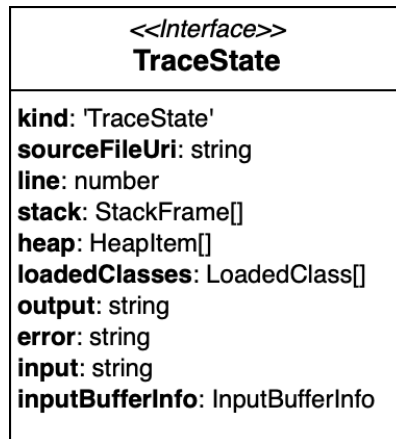 <<Interface>>
TraceState
kind: 'TraceState'
sourceFileUri: string
line: number
stack: StackFrame[]
heap: HeapItem[]
loadedClasses: LoadedClass[]
output: string
error: string
input: string
inputBufferInfo: InputBufferInfo